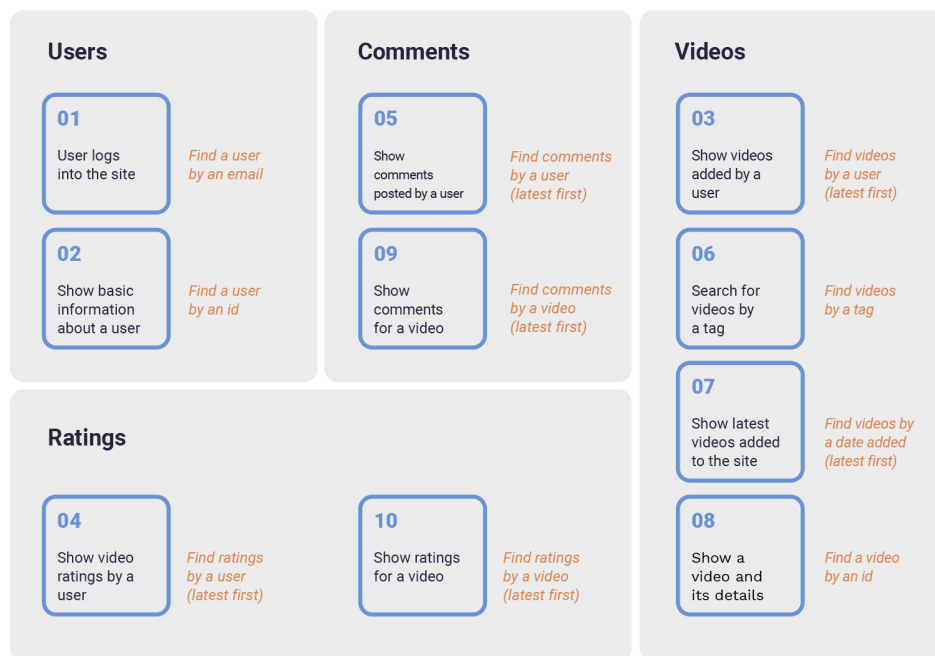 Users
01
User logs
into the site
Find a user
by an email
02
Show basic
information
about a user
Find a user
by an id
Comments
05
Show
comments
posted by a user
Find comments
by a user
(latest first)
09
Show
comments
for a video
Find comments
by a video
(latest first)
Videos
03
Show videos
added by a
user
Find videos
by a user
(latest first)
06
Search for
videos by
a tag
Find videos
by a tag
07
Show latest
videos added
to the site
Find videos by
a date added
(latest first)
08
Show a
video and
its details
Find a video
by an id
Ratings
04
Show video
ratings by a
user
Find ratings
by a user
(latest first)
10
Show ratings
for a video
Find ratings
by a video
(latest first)